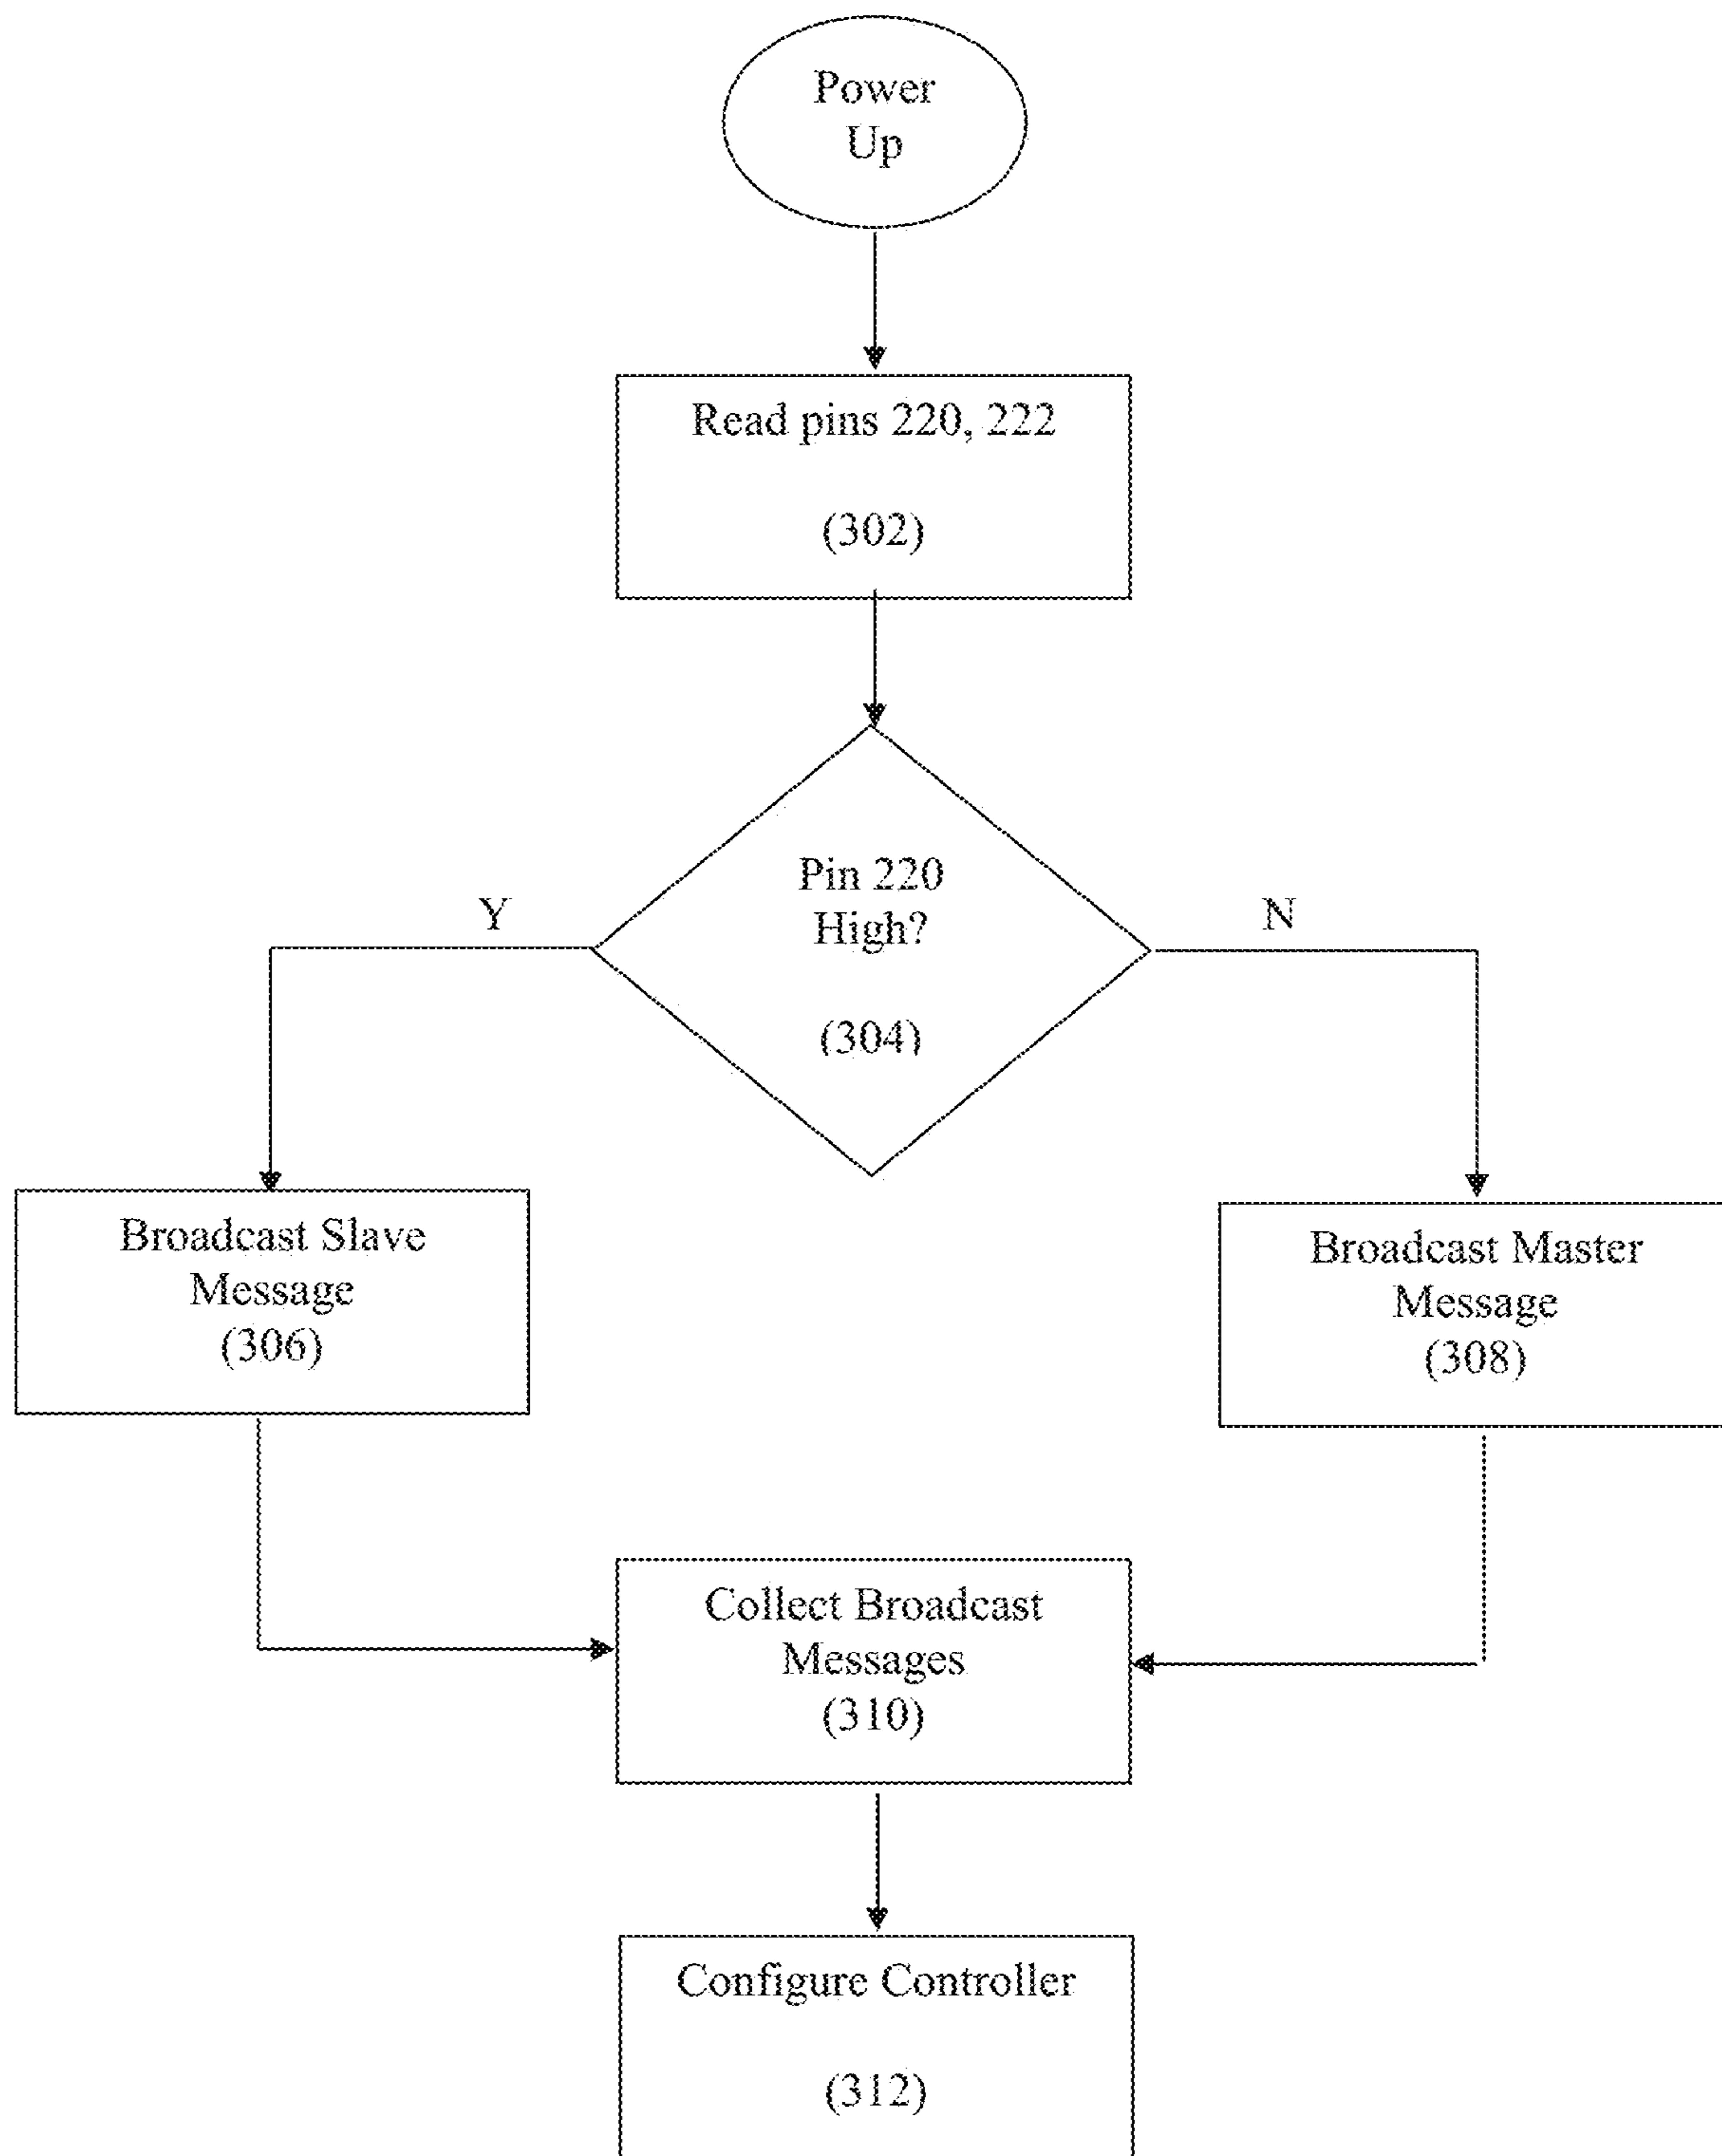 Power
Up
Read pins 220, 222
(302)
Pin 220
High?
(304)
Y
N
Broadcast Slave
Message
(306)
Broadcast Master
Message
(308)
Collect Broadcast
Messages
(310)
Configure Controller
(312)